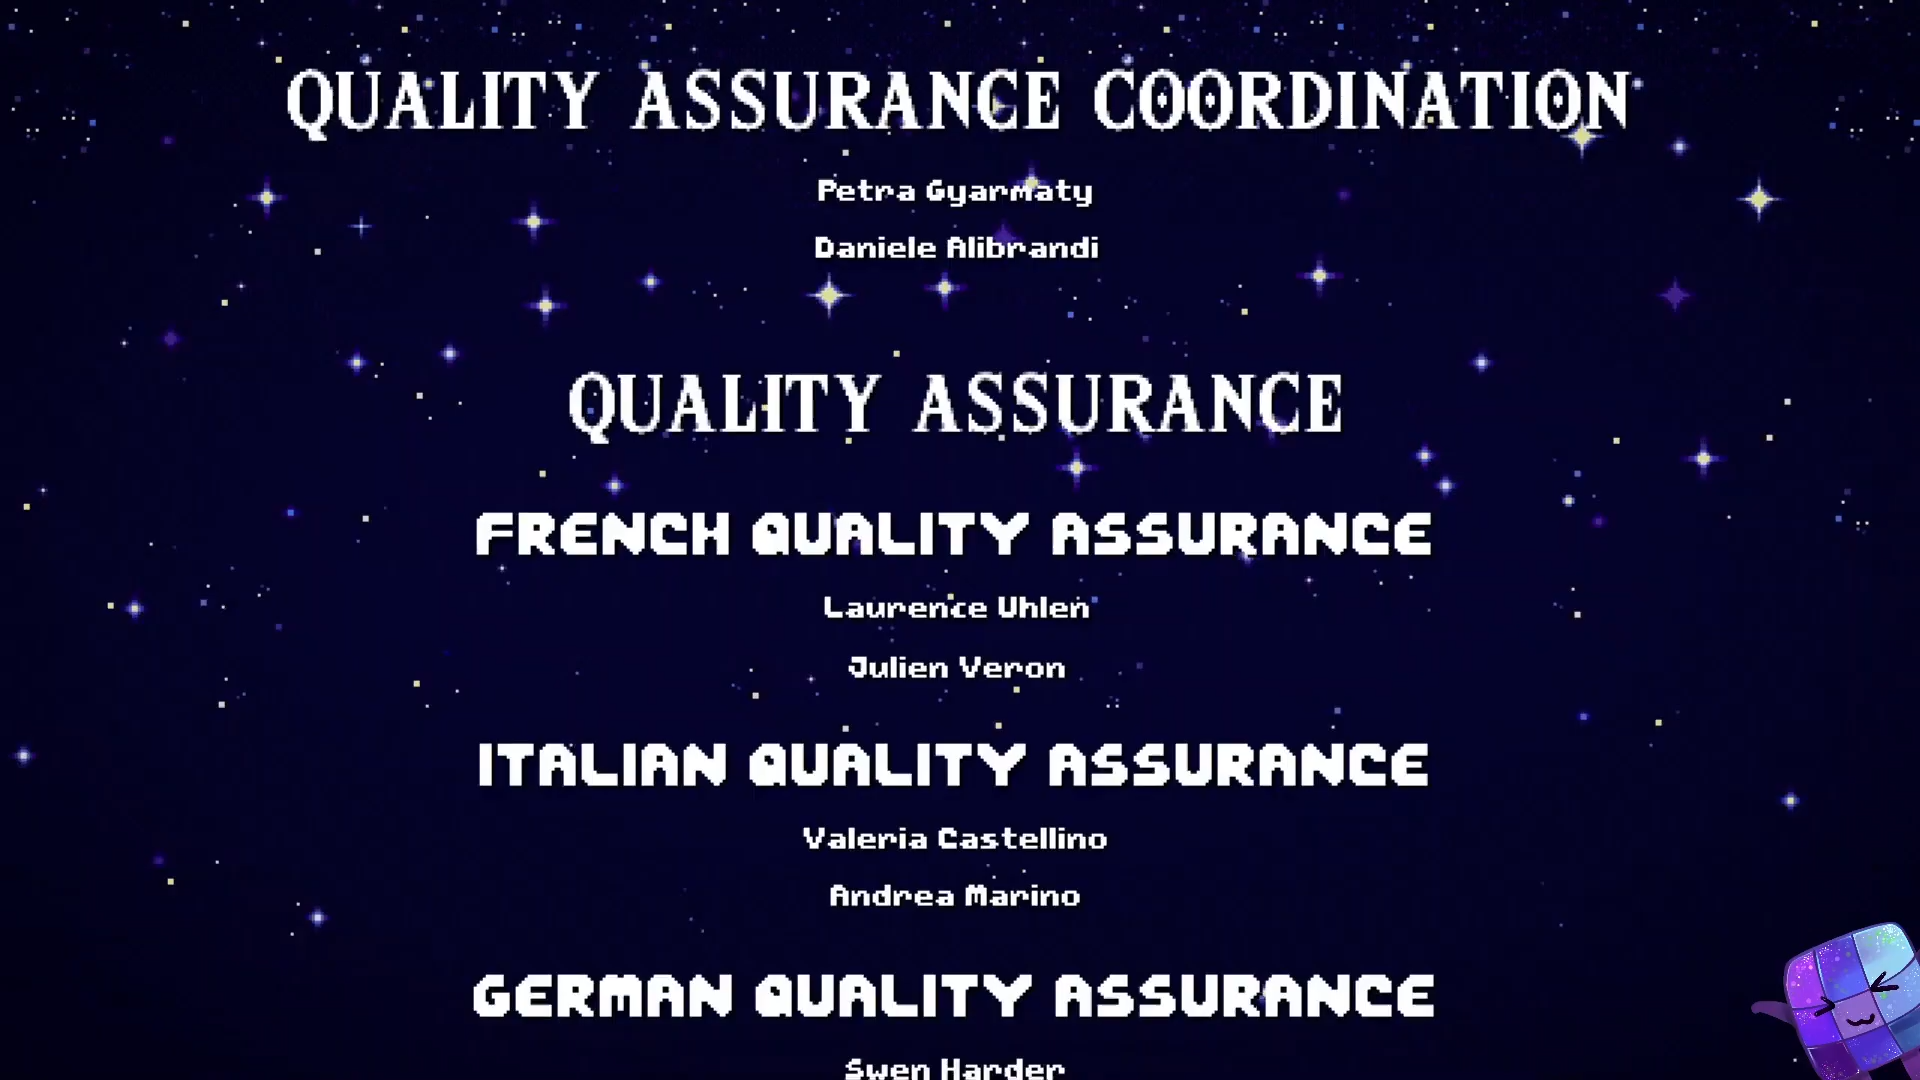 QUALITY ASSURANCE COORDINATION
Petra Gyarmaty
Daniele Alibrandi
QUALITY ASSURANCE
FRENCH QUALITY ASSURANCE
Laurence Uhlen
Julien Veron
ITALIAN QUALITY ASSURANCE
Valeria Castellino
Andrea Marino
GERMAN QUALITY ASSURANCE
Swen Harder